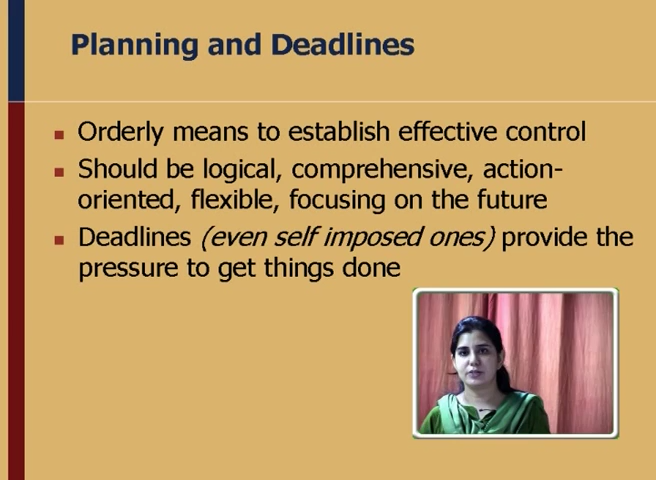 Planning and Deadlines
Orderly means to establish effective control
Should be logical, comprehensive, action-
oriented, flexible, focusing on the future
Deadlines (even self imposed ones) provide the
pressure to get things done